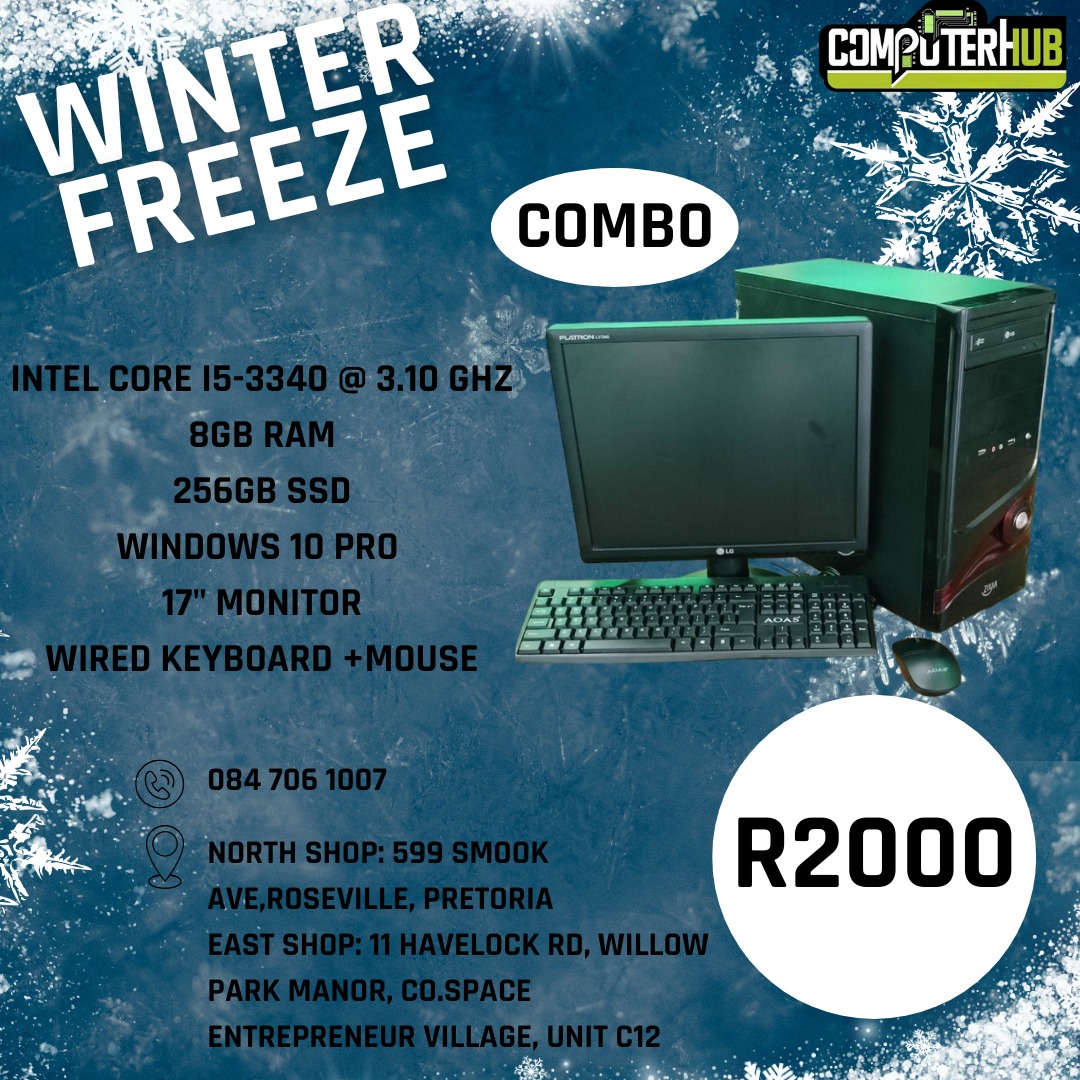 WINTER
FREEZE
COMPUTERHUB
COMBO
INTEL CORE I5-3340 @ 3.10 GHZ
8GB RAM
256GB SSD
WINDOWS 10 PRO
17" MONITOR
WIRED KEYBOARD +MOUSE
FLATRON
LG
LG
AOAS
AOAS
084 706 1007
NORTH SHOP: 599 SMOOK
AVE,ROSEVILLE, PRETORIA
EAST SHOP: 11 HAVELOCK RD, WILLOW
PARK MANOR, CO.SPACE
ENTREPRENEUR VILLAGE, UNIT C12
R2000